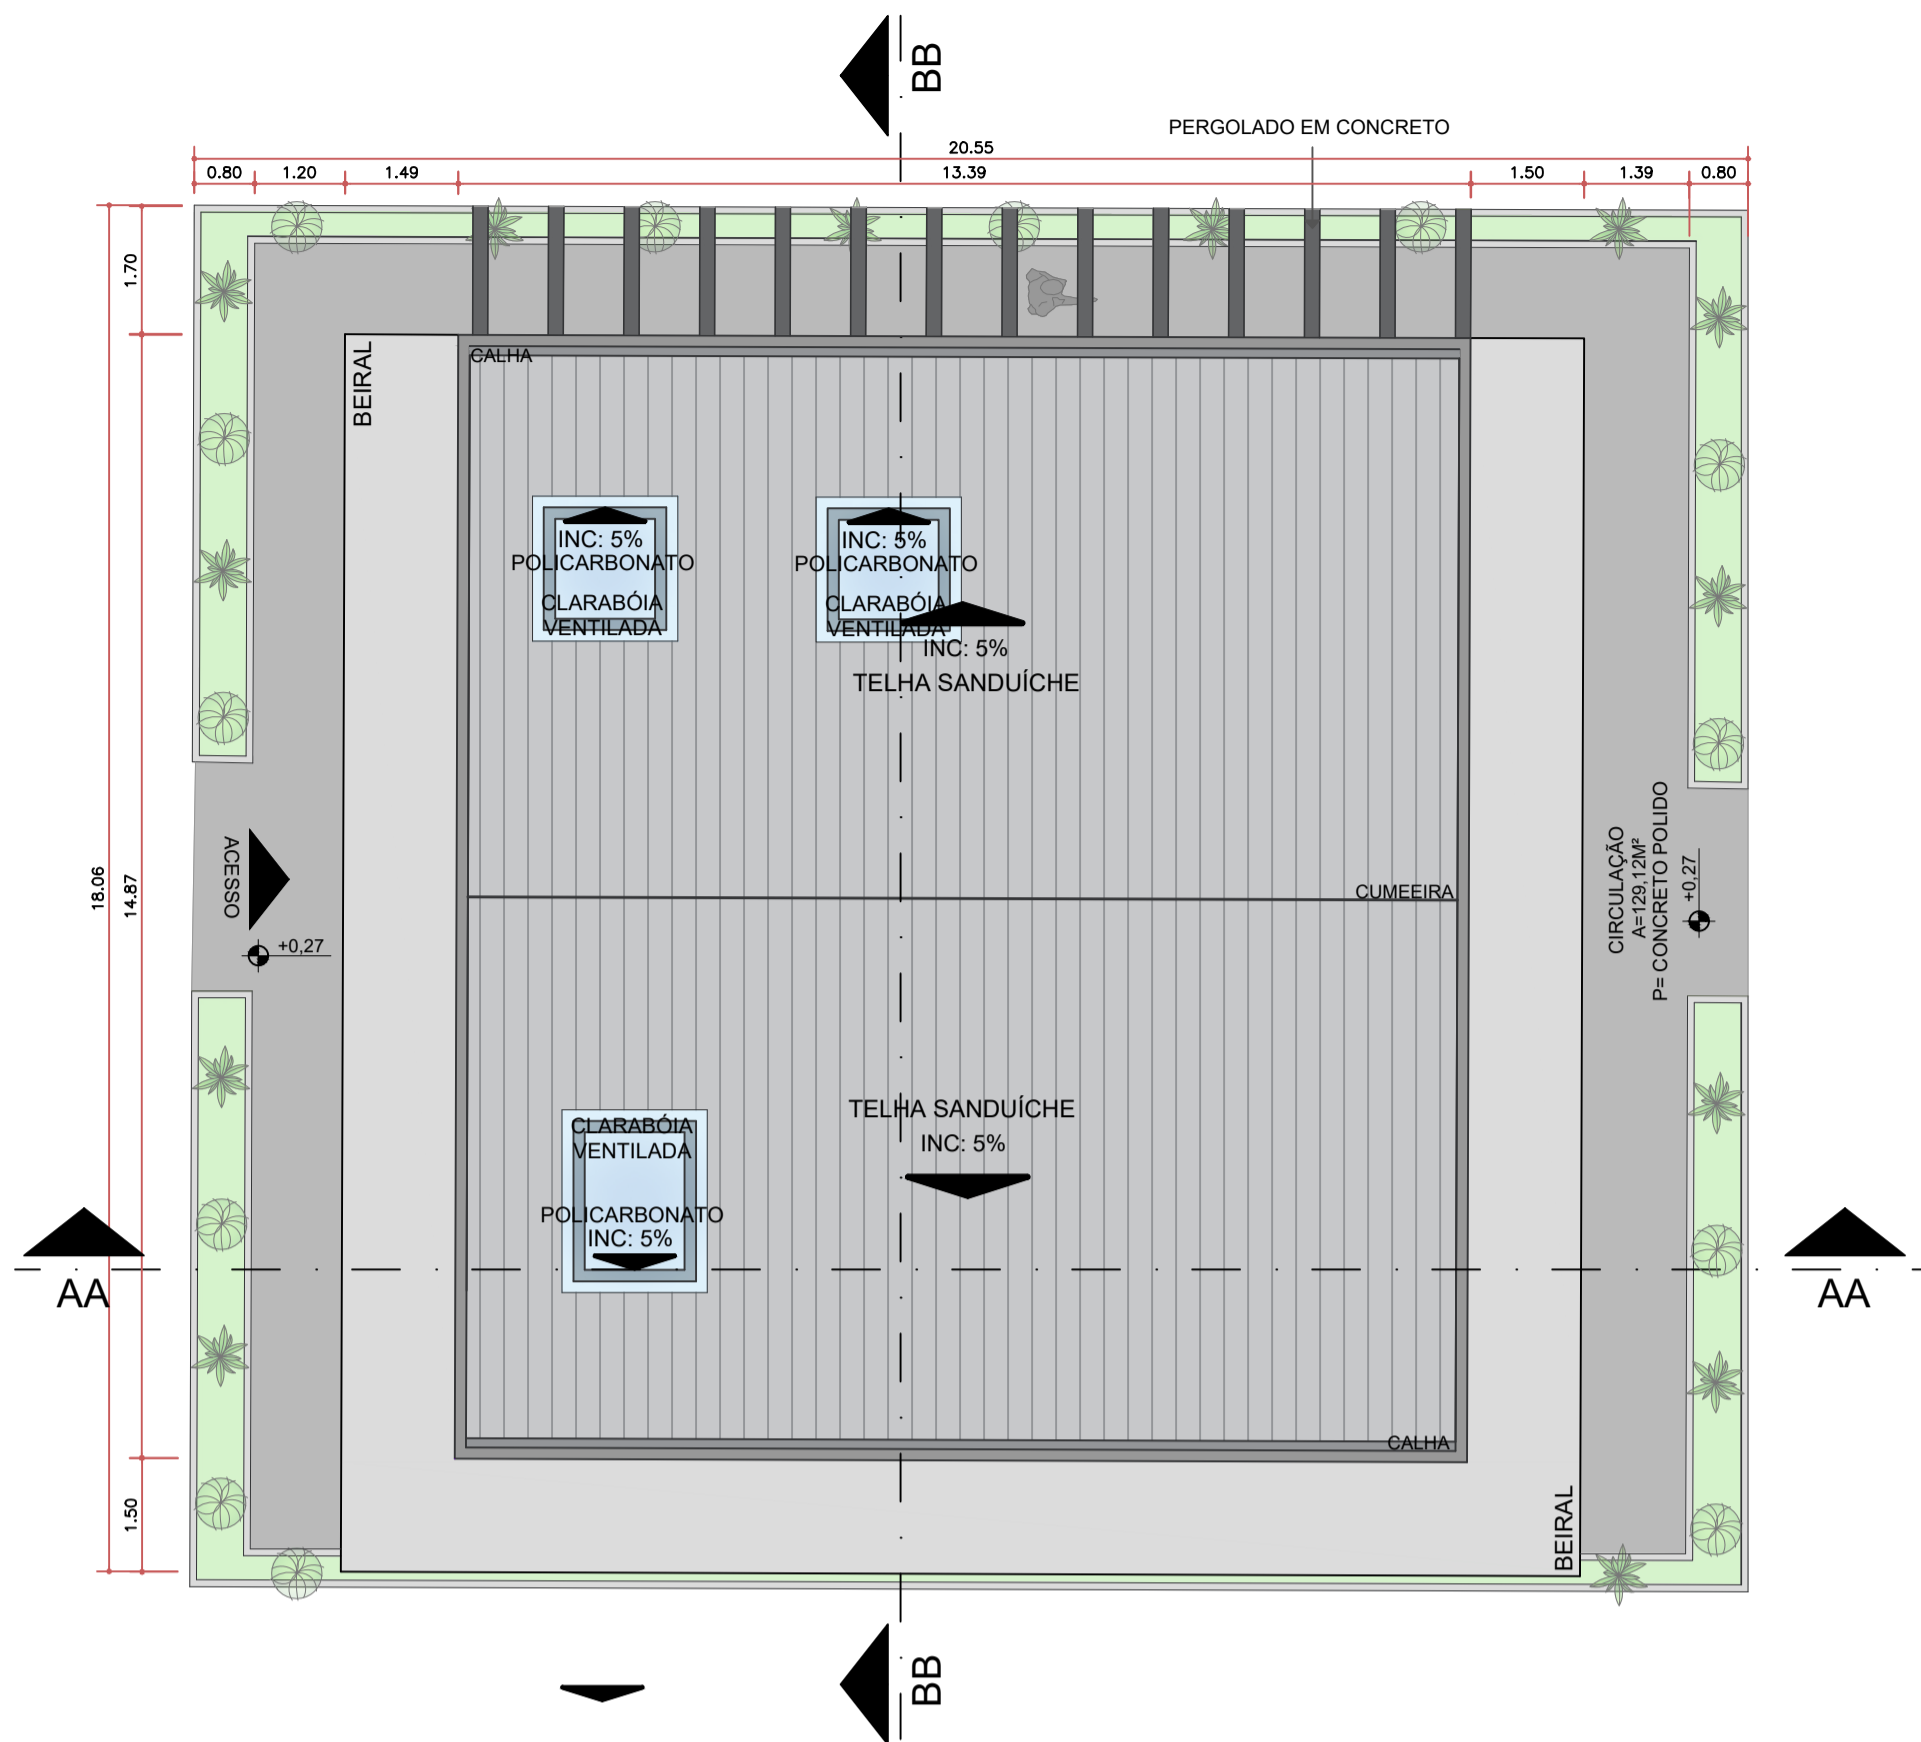 BB
PERGOLADO EM CONCRETO
20.55
0.80
1.20
1.49
13.39
1.50
1.39
0.80
1.70
BEIRAL
CALHA
INC: 5%
POLICARBONATO
CLARABÓIA
VENTILADA
INC: 5%
POLICARBONATO
CLARABÓIA
VENTILADA
INC: 5%
TELHA SANDUÍCHE
18.06
14.87
ACESSO
+0,27
CUMEEIRA
CIRCULAÇÃO
A=129,12M²
P= CONCRETO POLIDO
+0,27
TELHA SANDUÍCHE
INC: 5%
CLARABÓIA
VENTILADA
POLICARBONATO
INC: 5%
AA
AA
CALHA
1.50
BEIRAL
BB